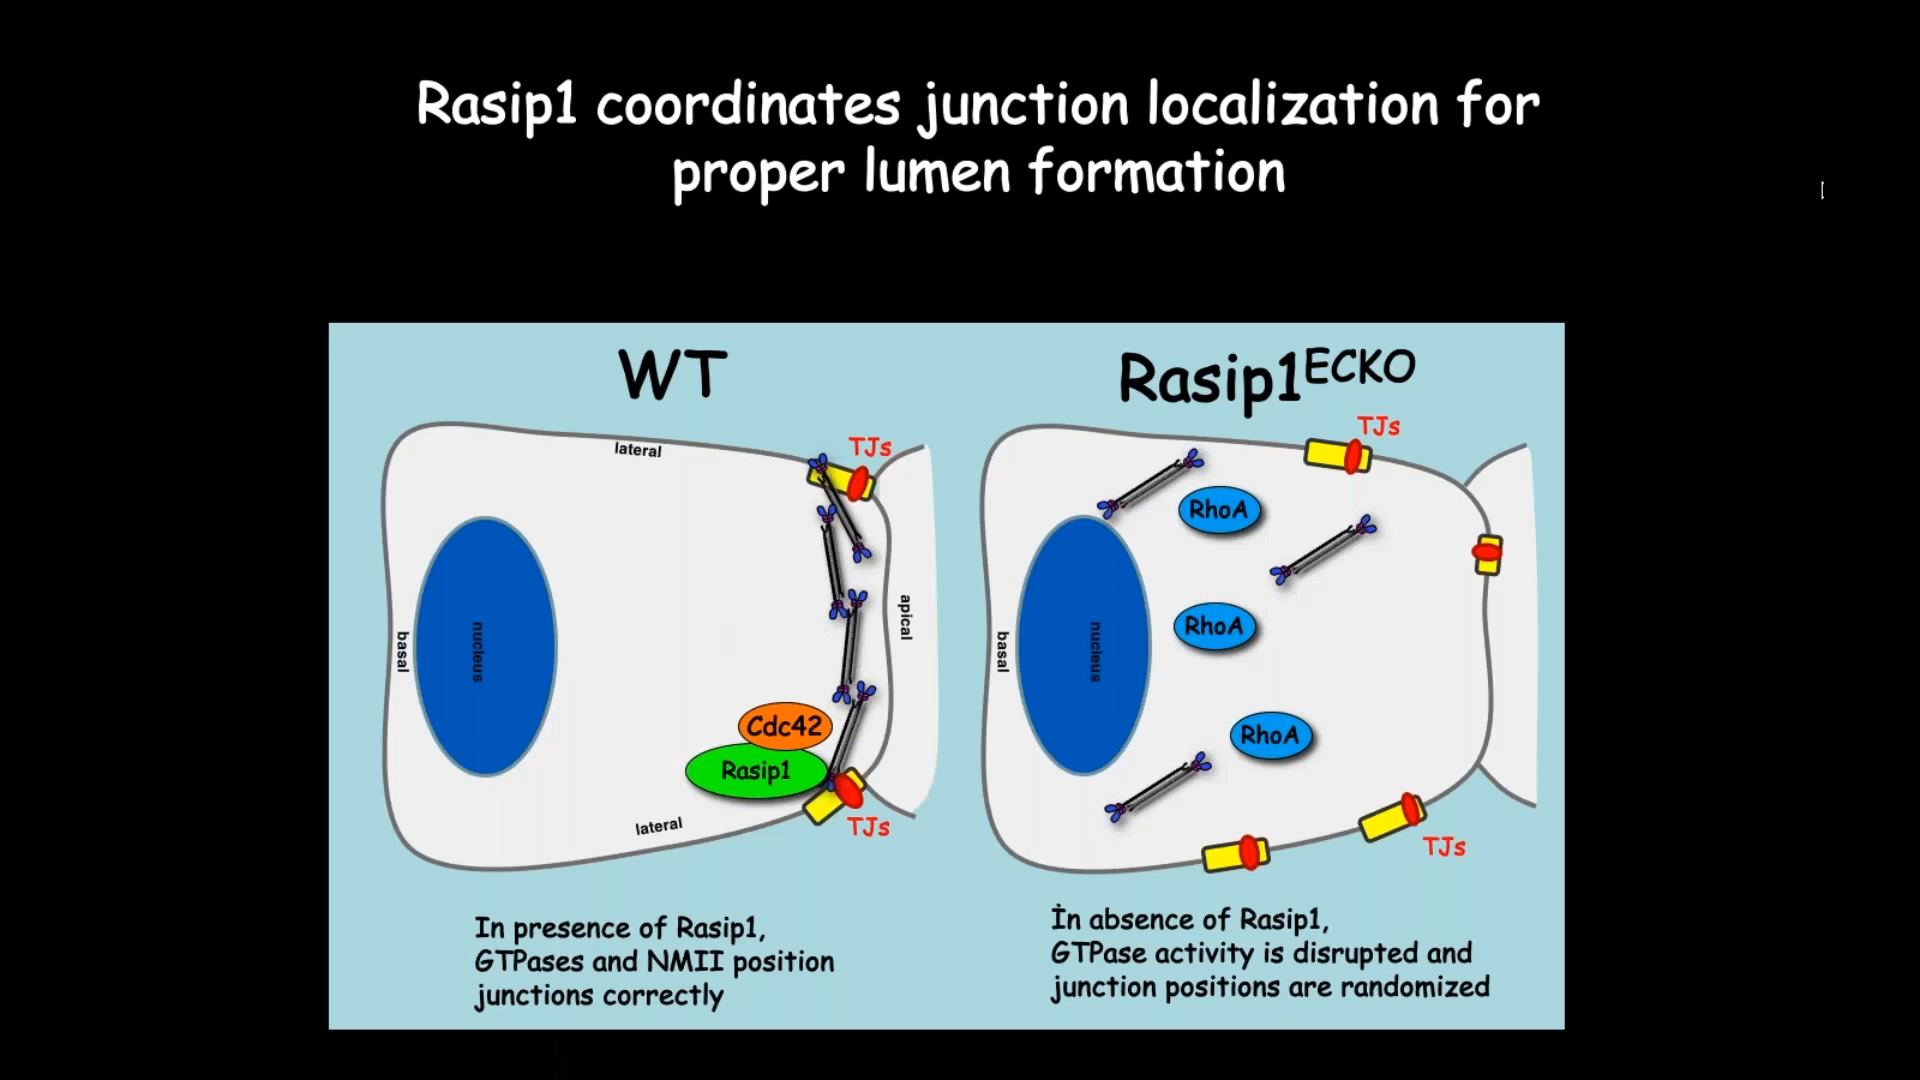 Rasip1 coordinates junction localization for
proper lumen formation
WT
lateral
TJs
basal
nucleus
apical
Cdc42
Rasip1
lateral
TJs
In presence of Rasip1,
GTPases and NMII position
junctions correctly
Rasip1ᴱᶜᴷᴼ
TJs
RhoA
basal
nucleus
RhoA
RhoA
TJs
In absence of Rasip1,
GTPase activity is disrupted and
junction positions are randomized